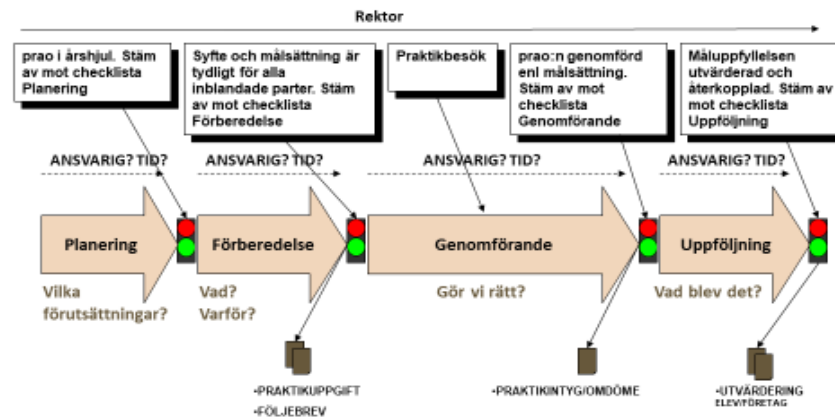 Rektor
prao i årshjul. Stäm
av mot checklista
Planering
Syfte och målsättning är
tydligt för alla
inblandade parter. Stäm
av mot checklista
Förberedelse
Praktikbesök
prao:n genomförd
enl målsättning.
Stäm av mot
checklista
Genomförande
Måluppfyllelsen
utvärderad och
återkopplad. Stäm av
mot checklista
Uppföljning
ANSVARIG? TID?
ANSVARIG? TID?
ANSVARIG? TID?
ANSVARIG? TID?
Planering
Förberedelse
Genomförande
Uppföljning
Vilka
förutsättningar?
Vad?
Varför?
Gör vi rätt?
Vad blev det?
•PRAKTIKUPPGIFT
•FÖLJEBREV
•PRAKTIKINTYG/OMDÖME
•UTVÄRDERING
ELEV/FÖRETAG